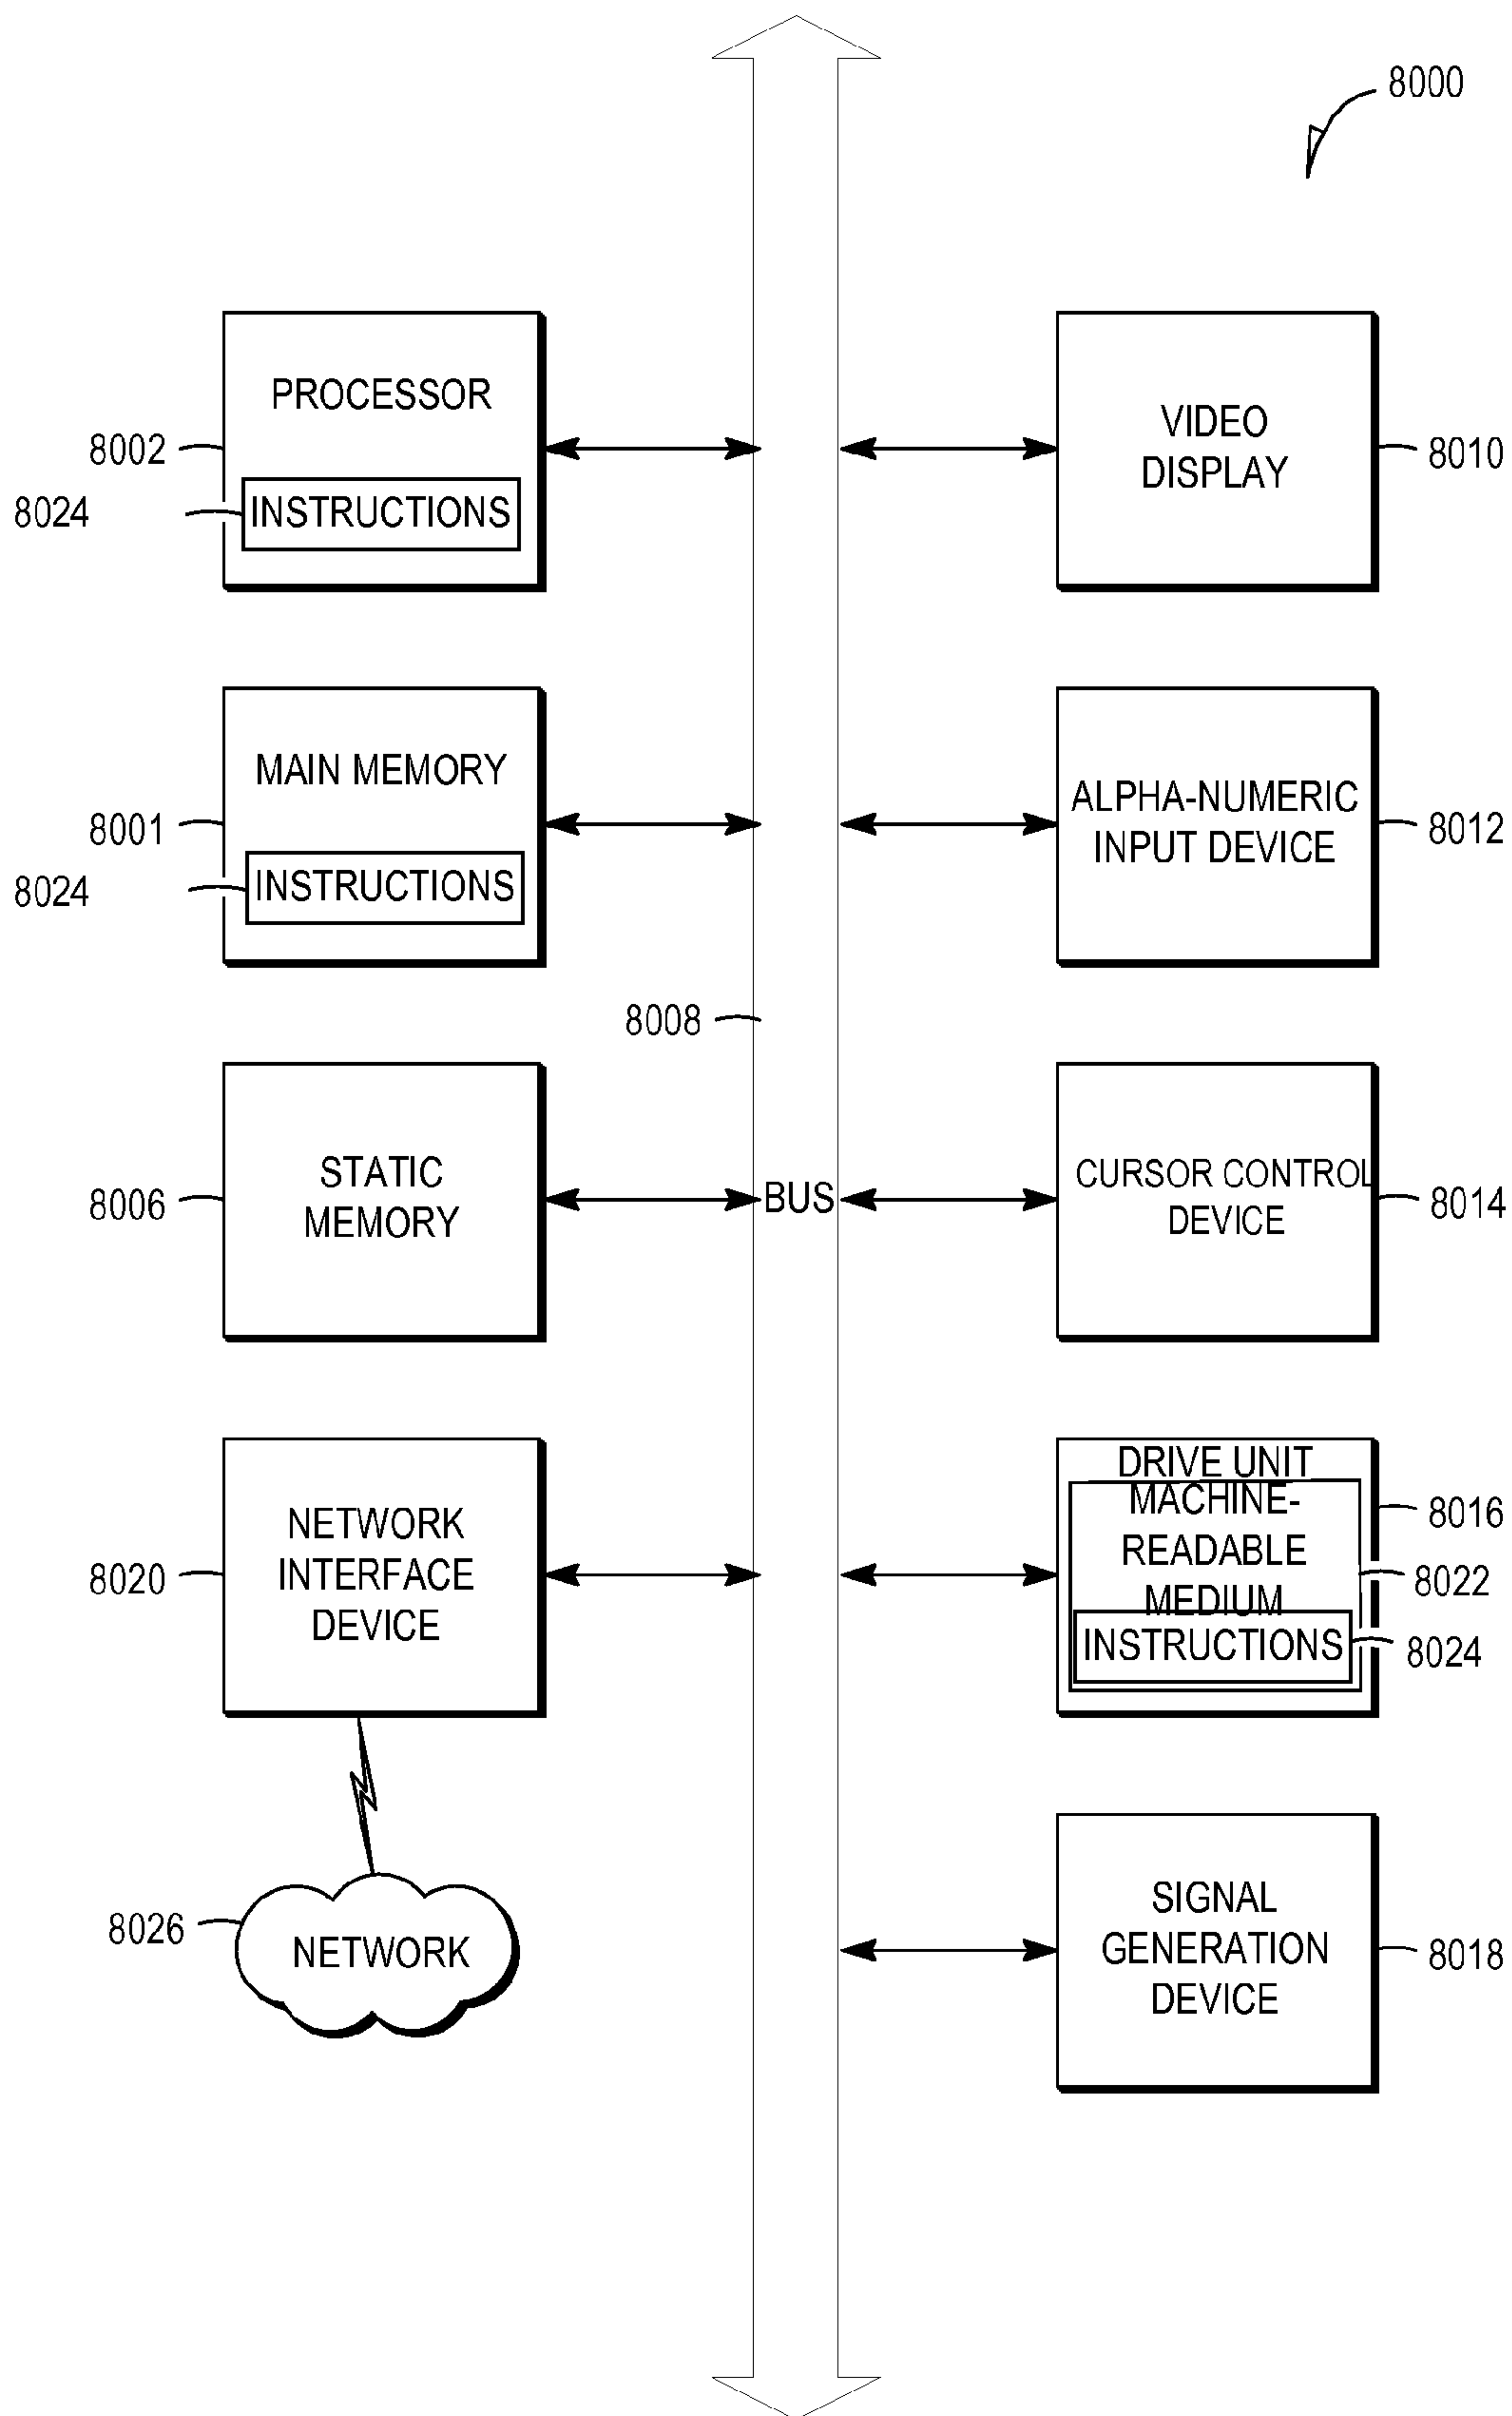 8000
PROCESSOR
8002
8024
INSTRUCTIONS
VIDEO
DISPLAY
8010
MAIN MEMORY
8001
8024
INSTRUCTIONS
ALPHA-NUMERIC
INPUT DEVICE
8012
8008
STATIC
MEMORY
8006
BUS
CURSOR CONTROL
DEVICE
8014
NETWORK
INTERFACE
DEVICE
8020
DRIVE UNIT
MACHINE-
READABLE
MEDIUM
INSTRUCTIONS
8016
8022
8024
8026
NETWORK
SIGNAL
GENERATION
DEVICE
8018